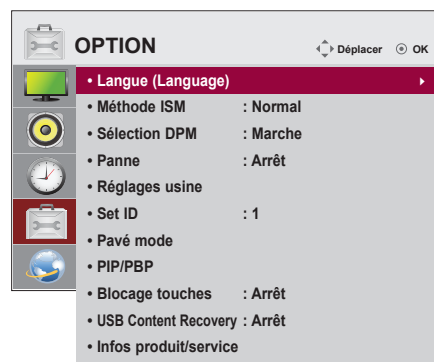 OPTION Déplacer OK
• Langue (Language)
• Méthode ISM : Normal
• Sélection DPM : Marche
• Panne : Arrêt
• Réglages usine
• Set ID : 1
• Pavé mode
• PIP/PBP
• Blocage touches : Arrêt
• USB Content Recovery : Arrêt
• Infos produit/service